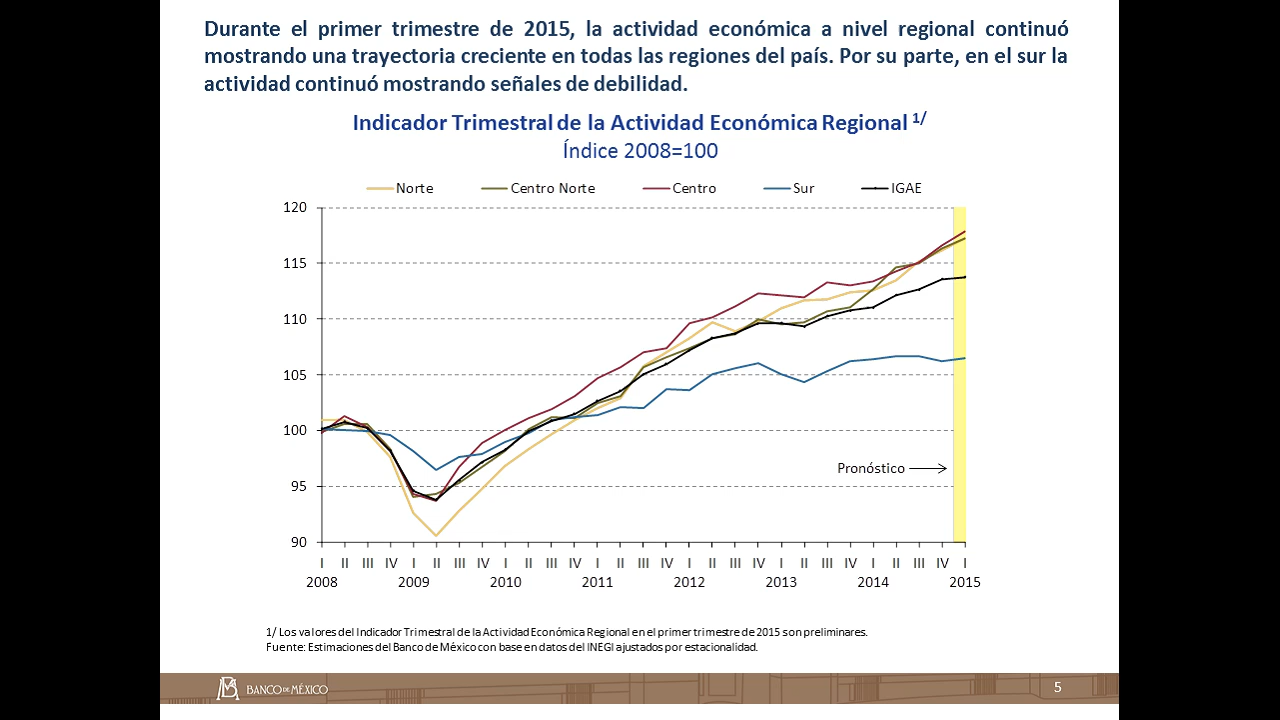 Durante el primer trimestre de 2015, la actividad económica a nivel regional continuó
mostrando una trayectoria creciente en todas las regiones del país. Por su parte, en el sur la
actividad continuó mostrando señales de debilidad.
Indicador Trimestral de la Actividad Económica Regional 1/
Índice 2008=100
Norte Centro Norte Centro Sur IGAE
120
115
110
105
100
95
90
Pronóstico
I II III IV I II III IV I II III IV I II III IV I II III IV I II III IV I II III IV I
2008 2009 2010 2011 2012 2013 2014 2015
1/ Los valores del Indicador Trimestral de la Actividad Económica Regional en el primer trimestre de 2015 son preliminares.
Fuente: Estimaciones del Banco de México con base en datos del INEGI ajustados por estacionalidad.
BANCO DE MÉXICO
5